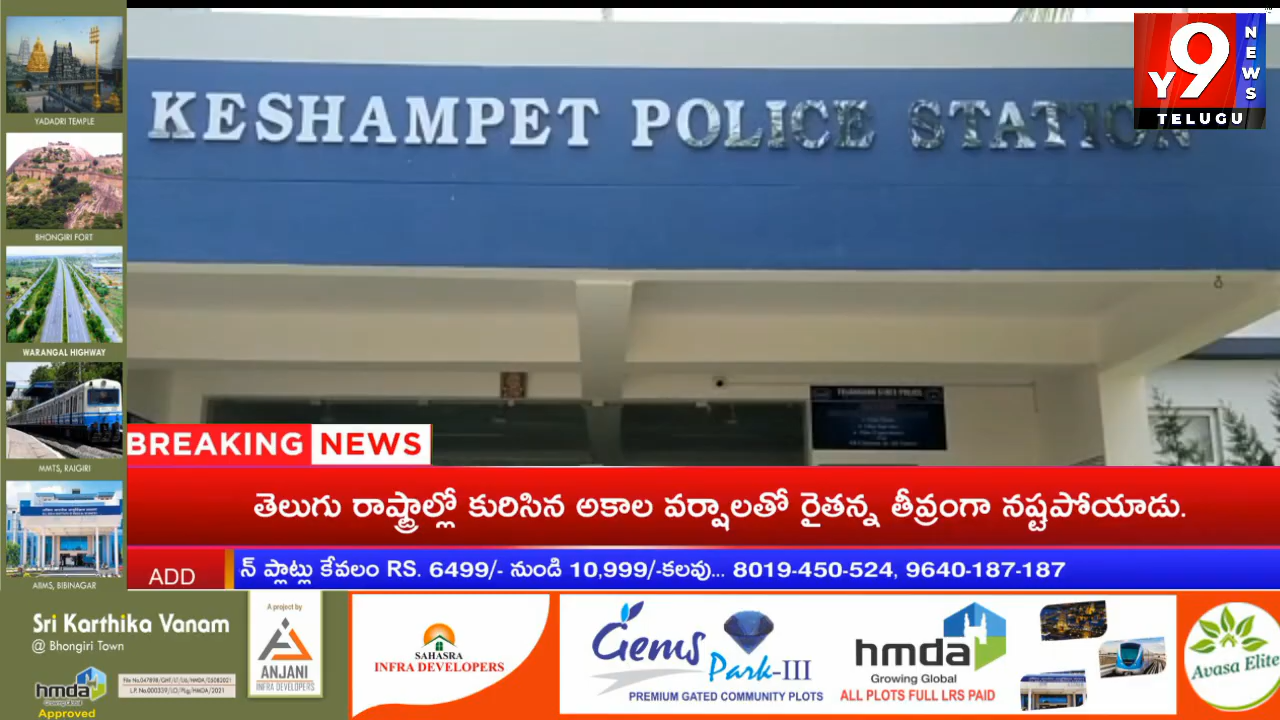 KESHAMPET POLICE STATION
Y9
NEWS
TELUGU
YADADRI TEMPLE
BHONGIRI FORT
WARANGAL HIGHWAY
MMTS, RAIGIRI
AIIMS, BIBINAGAR
BREAKING NEWS
తెలుగు రాష్ట్రాల్లో కురిసిన అకాల వర్షాలతో రైతన్న తీవ్రంగా నష్టపోయాడు.
ADD
న్ ప్లాట్లు కేవలం RS. 6499/- నుండి 10,999/-కలవు... 8019-450-524, 9640-187-187
Sri Karthika Vanam
@ Bhongiri Town
hmda
Growing Global
Approved
A project by
ANJANI
INFRA DEVELOPERS
SAHASRA
INFRA DEVELOPERS
Gems
Park-III
PREMIUM GATED COMMUNITY PLOTS
hmda
Growing Global
ALL PLOTS FULL LRS PAID
Avasa Elite